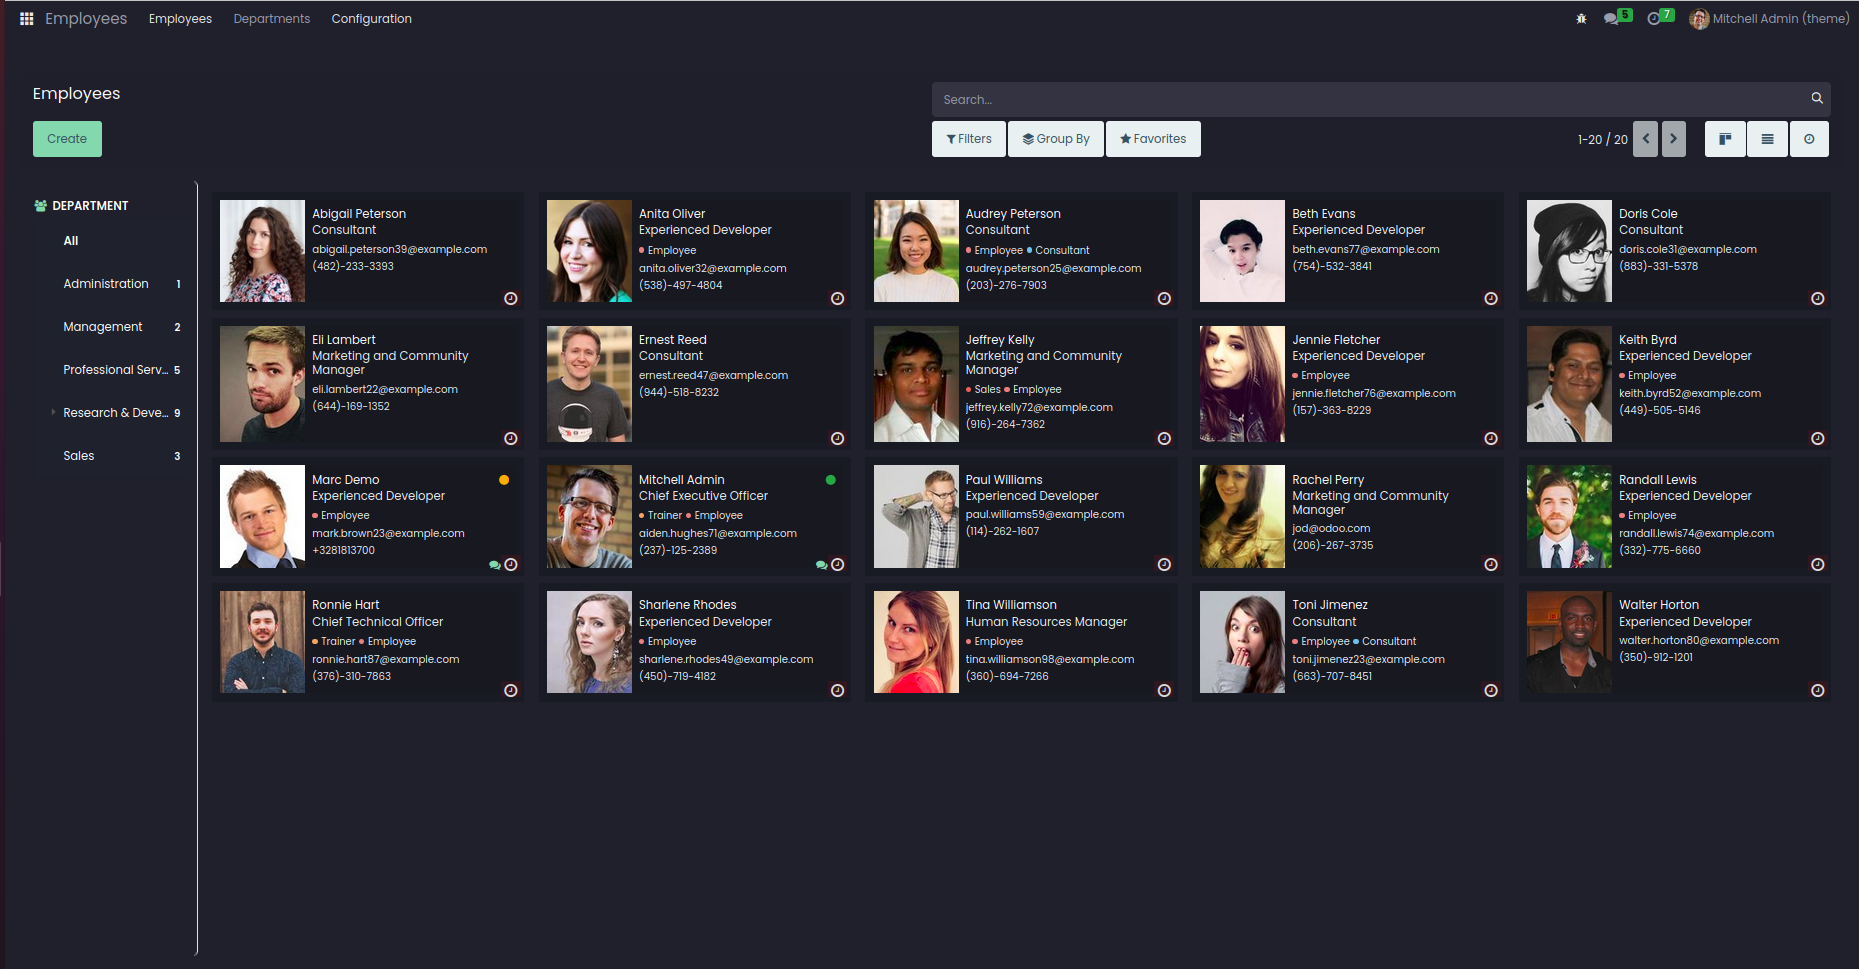 Employees Employees Departments Configuration 5 7 Mitchell Admin (theme)
Employees
Search...
Create
Filters Group By Favorites 1-20 / 20
DEPARTMENT
All
Administration 1
Management 2
Professional Serv... 5
Research & Deve... 9
Sales 3
Abigail Peterson
Consultant
abigail.peterson39@example.com
(482)-233-3393
Anita Oliver
Experienced Developer
Employee
anita.oliver32@example.com
(538)-497-4804
Audrey Peterson
Consultant
Employee Consultant
audrey.peterson25@example.com
(203)-276-7903
Beth Evans
Experienced Developer
beth.evans77@example.com
(754)-532-3841
Doris Cole
Consultant
doris.cole31@example.com
(883)-331-5378
Eli Lambert
Marketing and Community
Manager
eli.lambert22@example.com
(644)-169-1352
Ernest Reed
Consultant
ernest.reed47@example.com
(944)-518-8232
Jeffrey Kelly
Marketing and Community
Manager
Sales Employee
jeffrey.kelly72@example.com
(916)-264-7362
Jennie Fletcher
Experienced Developer
Employee
jennie.fletcher76@example.com
(157)-363-8229
Keith Byrd
Experienced Developer
Employee
keith.byrd52@example.com
(449)-505-5146
Marc Demo
Experienced Developer
Employee
mark.brown23@example.com
+3281813700
Mitchell Admin
Chief Executive Officer
Trainer Employee
aiden.hughes71@example.com
(237)-125-2389
Paul Williams
Experienced Developer
paul.williams59@example.com
(114)-262-1607
Rachel Perry
Marketing and Community
Manager
jod@odoo.com
(206)-267-3735
Randall Lewis
Experienced Developer
Employee
randall.lewis74@example.com
(332)-775-6660
Ronnie Hart
Chief Technical Officer
Trainer Employee
ronnie.hart87@example.com
(376)-310-7863
Sharlene Rhodes
Experienced Developer
Employee
sharlene.rhodes49@example.com
(450)-719-4182
Tina Williamson
Human Resources Manager
Employee
tina.williamson98@example.com
(360)-694-7266
Toni Jimenez
Consultant
Employee Consultant
toni.jimenez23@example.com
(663)-707-8451
Walter Horton
Experienced Developer
walter.horton80@example.com
(350)-912-1201